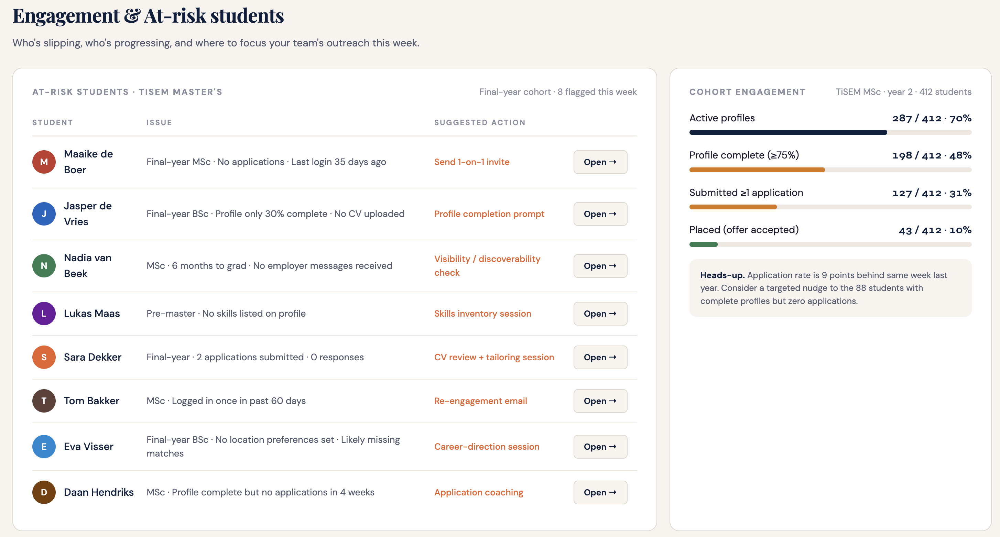 Engagement & At-risk students
Who's slipping, who's progressing, and where to focus your team's outreach this week.
AT-RISK STUDENTS · TISEM MASTER'S
Final-year cohort · 8 flagged this week
STUDENT
ISSUE
SUGGESTED ACTION
M
Maaike de
Boer
Final-year MSc · No applications · Last login 35 days ago
Send 1-on-1 invite
Open →
J
Jasper de
Vries
Final-year BSc · Profile only 30% complete · No CV uploaded
Profile completion prompt
Open →
N
Nadia van
Beek
MSc · 6 months to grad · No employer messages received
Visibility / discoverability
check
Open →
L
Lukas Maas
Pre-master · No skills listed on profile
Skills inventory session
Open →
S
Sara Dekker
Final-year · 2 applications submitted · 0 responses
CV review + tailoring session
Open →
T
Tom Bakker
MSc · Logged in once in past 60 days
Re-engagement email
Open →
E
Eva Visser
Final-year BSc · No location preferences set · Likely missing
matches
Career-direction session
Open →
D
Daan Hendriks
MSc · Profile complete but no applications in 4 weeks
Application coaching
Open →
COHORT ENGAGEMENT
TiSEM MSc · year 2 · 412 students
Active profiles
287 / 412 · 70%
Profile complete (≥75%)
198 / 412 · 48%
Submitted ≥1 application
127 / 412 · 31%
Placed (offer accepted)
43 / 412 · 10%
Heads-up. Application rate is 9 points behind same week last
year. Consider a targeted nudge to the 88 students with
complete profiles but zero applications.